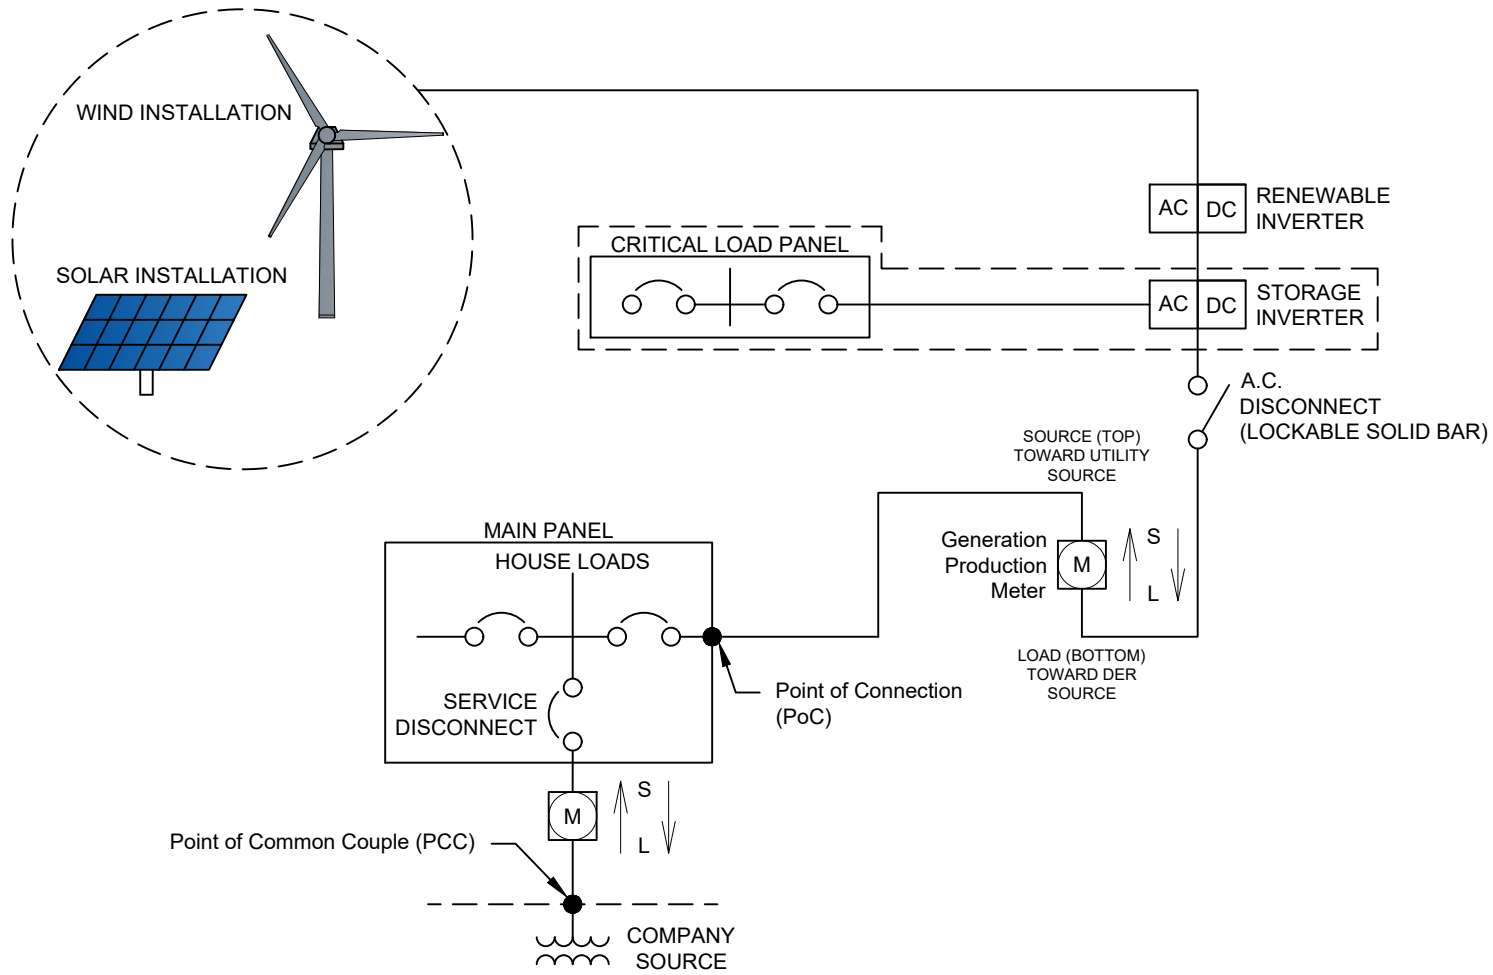 WIND INSTALLATION
SOLAR INSTALLATION
AC DC
RENEWABLE
INVERTER
CRITICAL LOAD PANEL
AC DC
STORAGE
INVERTER
A.C.
DISCONNECT
(LOCKABLE SOLID BAR)
SOURCE (TOP)
TOWARD UTILITY
SOURCE
Generation
Production
Meter
M
S
L
LOAD (BOTTOM)
TOWARD DER
SOURCE
MAIN PANEL
HOUSE LOADS
SERVICE
DISCONNECT
Point of Connection
(PoC)
M
S
L
Point of Common Couple (PCC)
COMPANY
SOURCE